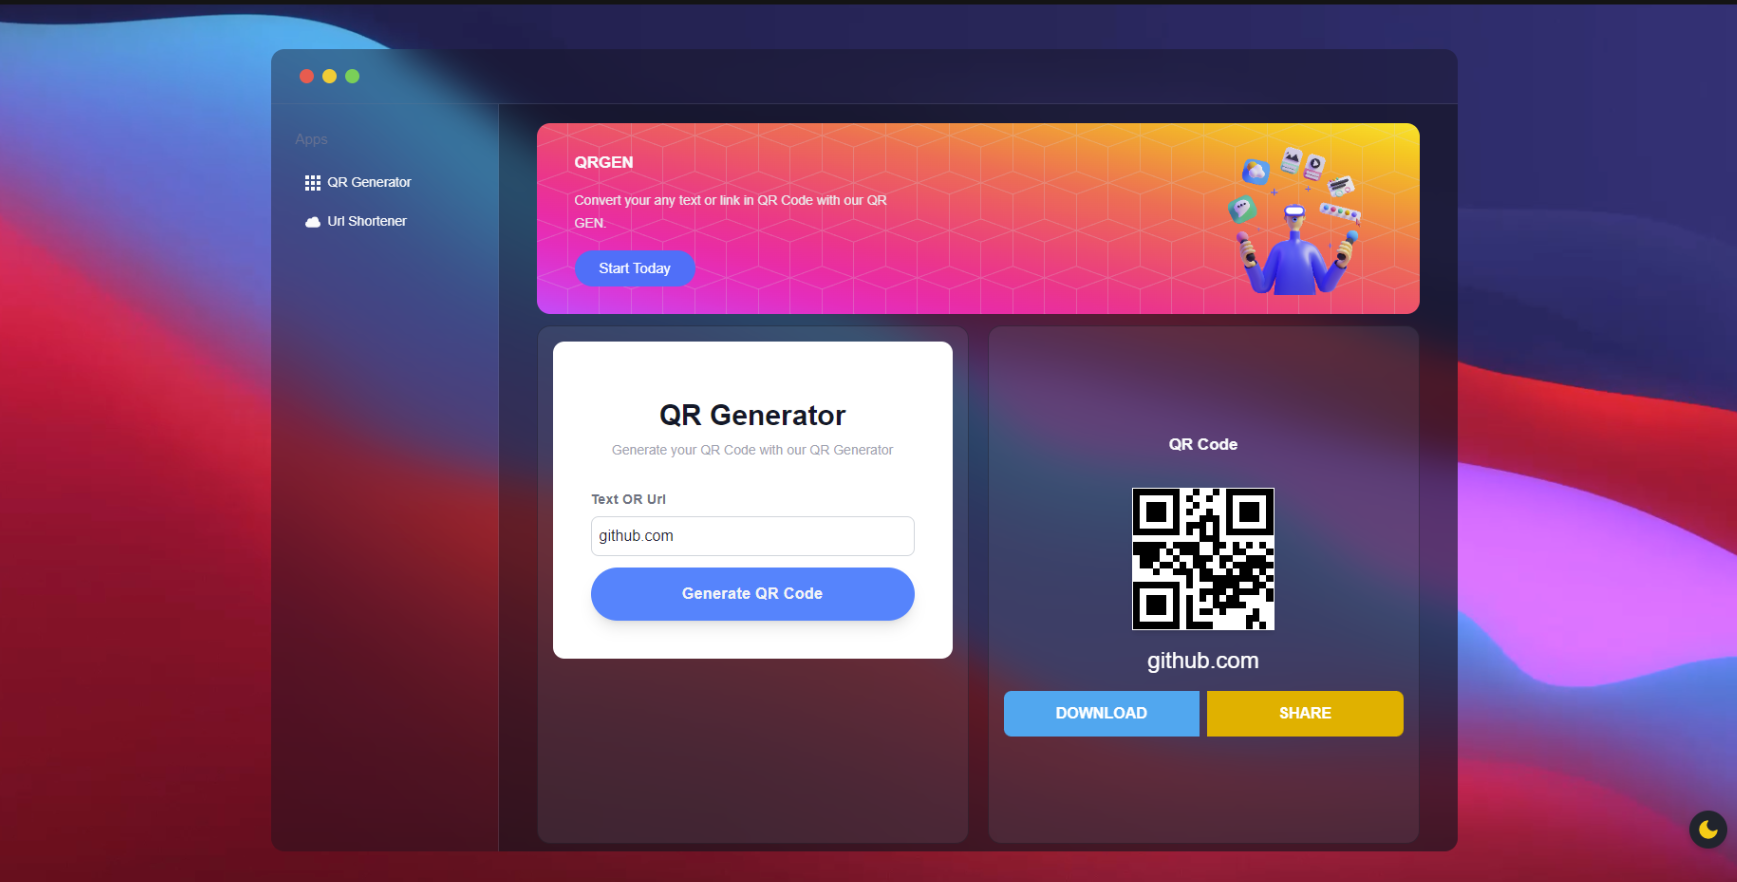 Apps
QR Generator
Url Shortener
QRGEN
Convert your any text or link in QR Code with our QR
GEN.
Start Today
QR Generator
Generate your QR Code with our QR Generator
Text OR Url
github.com
Generate QR Code
QR Code
github.com
DOWNLOAD
SHARE